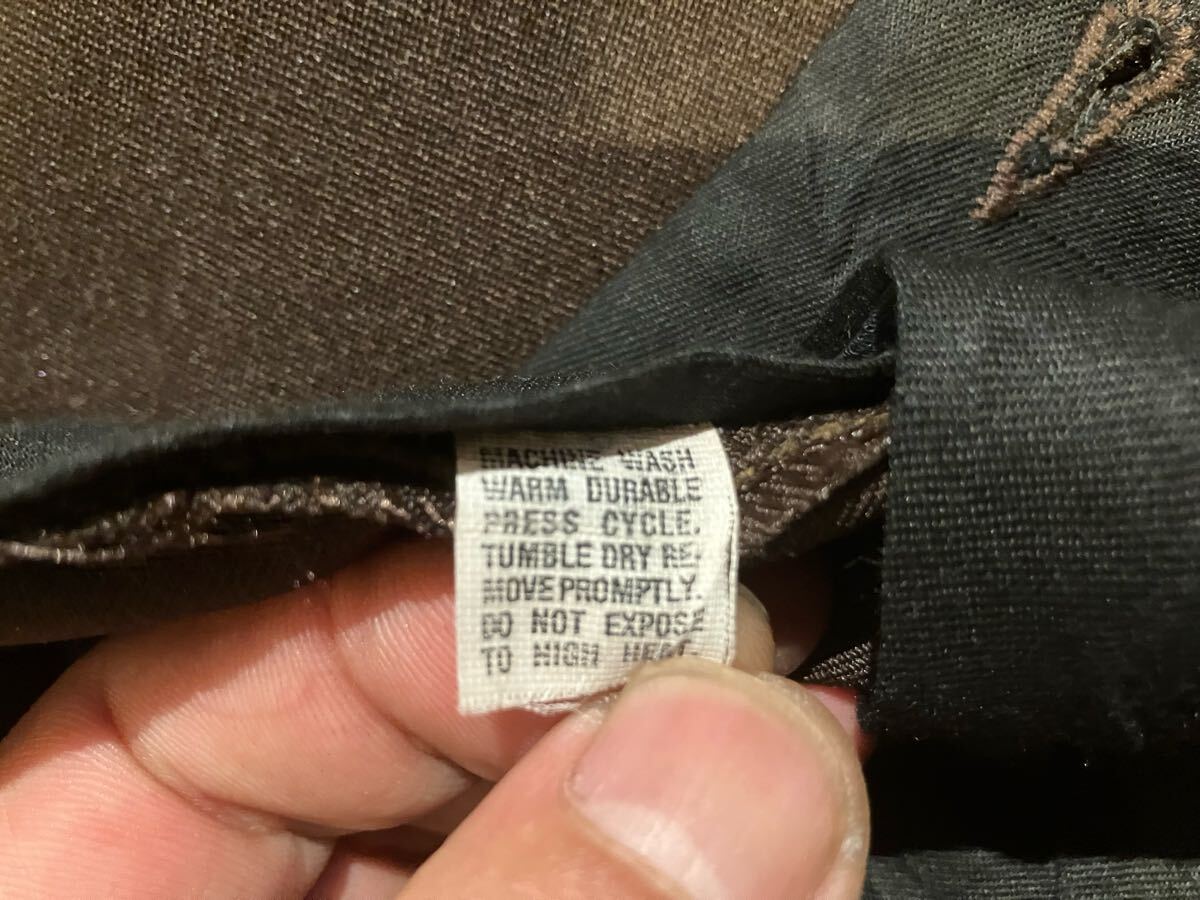 MACHINE WASH
WARM DURABLE
PRESS CYCLE.
TUMBLE DRY RE-
MOVE PROMPTLY.
DO NOT EXPOSE
TO HIGH HEAT.